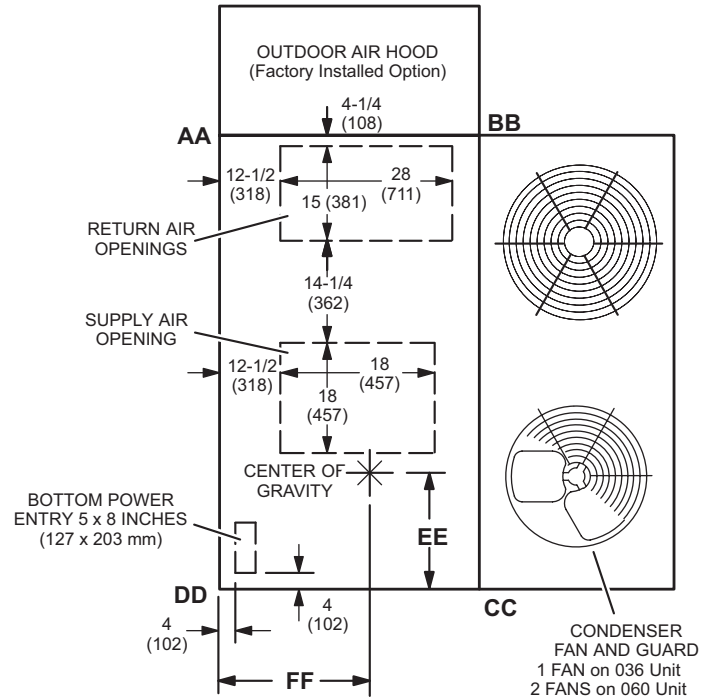 OUTDOOR AIR HOOD
(Factory Installed Option)
4-1/4
(108)
AA
BB
12-1/2
(318)
28
(711)
15 (381)
RETURN AIR
OPENINGS
14-1/4
(362)
SUPPLY AIR
OPENING
12-1/2
(318)
18
(457)
18
(457)
CENTER OF
GRAVITY
BOTTOM POWER
ENTRY 5 x 8 INCHES
(127 x 203 mm)
EE
DD
CC
4
(102)
4
(102)
FF
CONDENSER
FAN AND GUARD
1 FAN on 036 Unit
2 FANS on 060 Unit